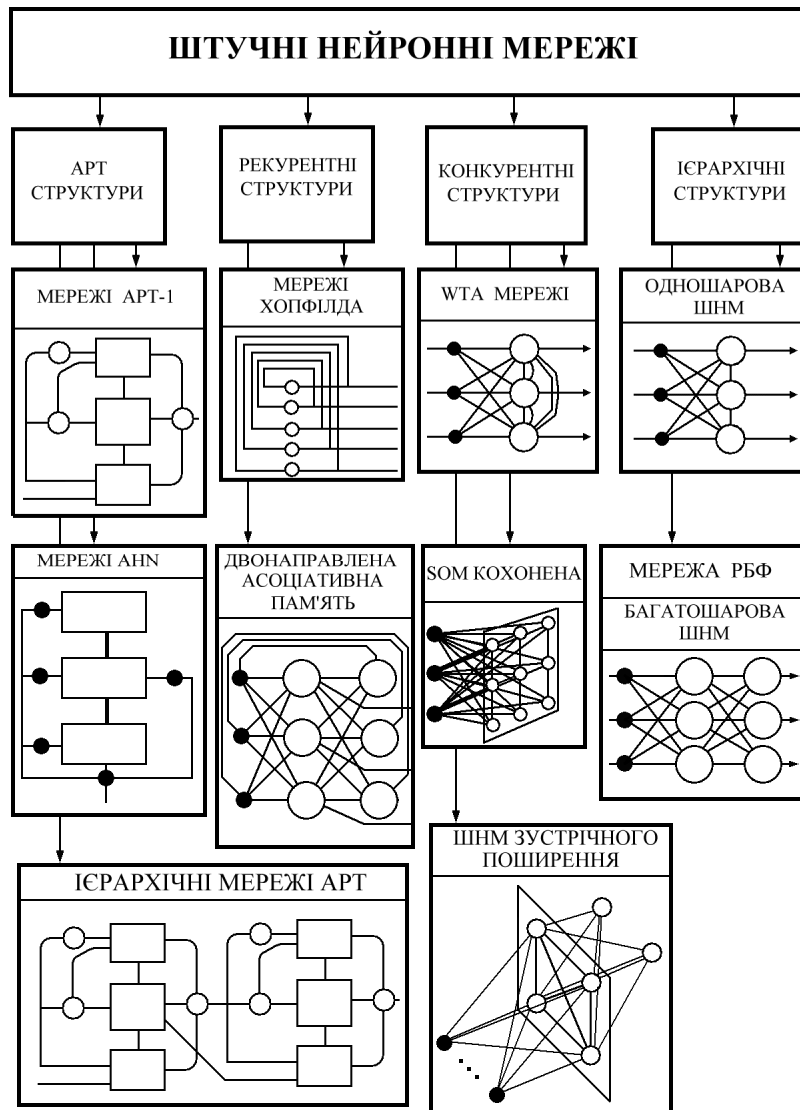 ШТУЧНІ НЕЙРОННІ МЕРЕЖІ
АРТ
СТРУКТУРИ
РЕКУРЕНТНІ
СТРУКТУРИ
КОНКУРЕНТНІ
СТРУКТУРИ
ІЄРАРХІЧНІ
СТРУКТУРИ
МЕРЕЖІ АРТ-1
МЕРЕЖІ
ХОПФІЛДА
WTA МЕРЕЖІ
ОДНОШАРОВА
ШНМ
МЕРЕЖІ AHN
ДВОНАПРАВЛЕНА
АСОЦІАТИВНА
ПАМ'ЯТЬ
SOM КОХОНЕНА
МЕРЕЖА РБФ
БАГАТОШАРОВА
ШНМ
ІЄРАРХІЧНІ МЕРЕЖІ АРТ
ШНМ ЗУСТРІЧНОГО
ПОШИРЕННЯ